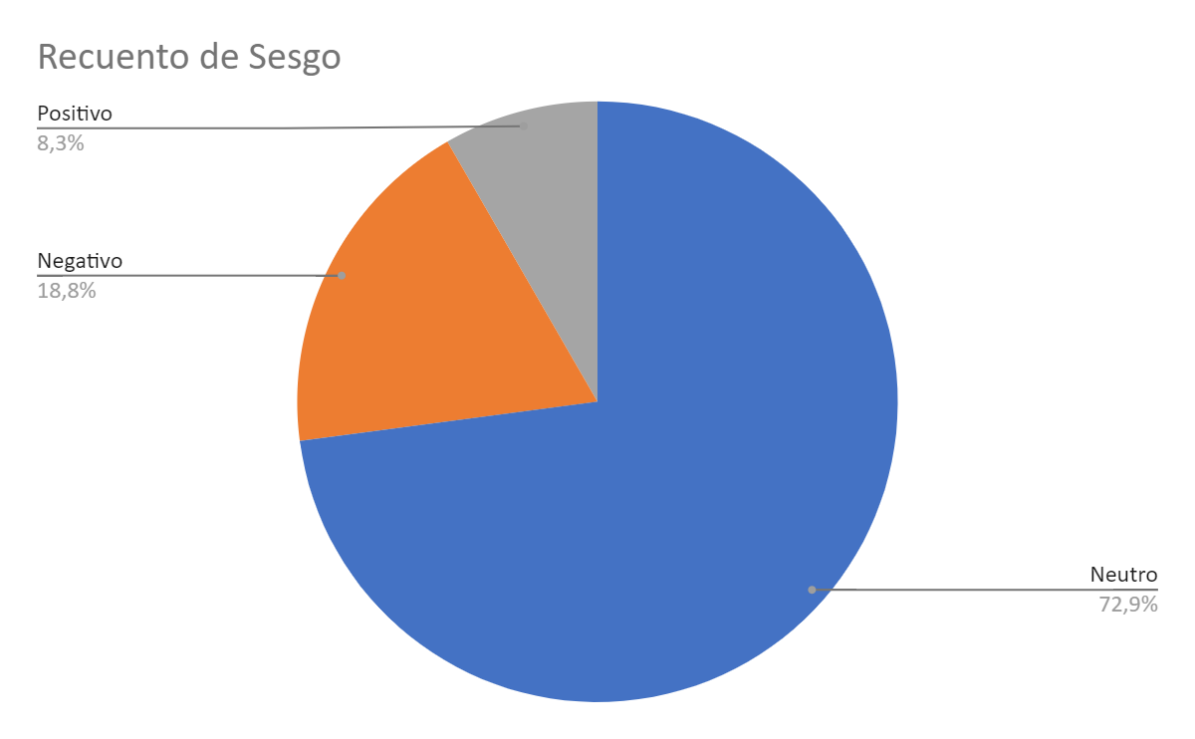 Recuento de Sesgo
Positivo
8,3%
Negativo
18,8%
Neutro
72,9%